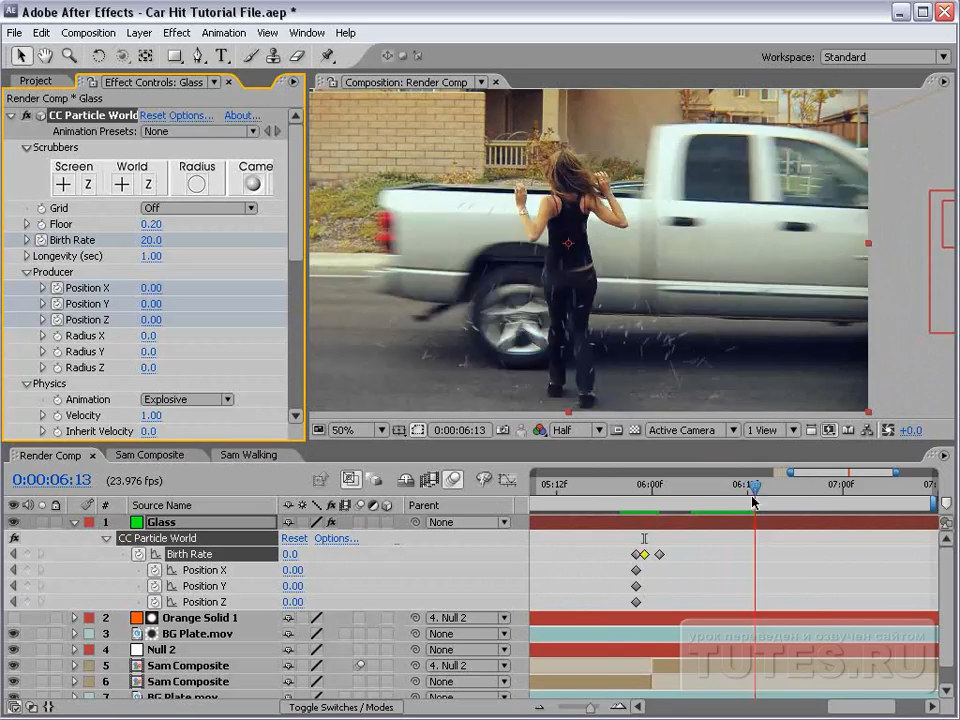 Adobe After Effects - Car Hit Tutorial File.aep *
File Edit Composition Layer Effect Animation View Window Help
Workspace: Standard
Project Effect Controls: Glass Composition: Render Comp
Render Comp * Glass
CC Particle World Reset Options... About...
Animation Presets: None
Scrubbers
Screen World Radius Came
Z Z
Grid Off
Floor 0.20
Birth Rate 20.0
Longevity (sec) 1.00
Producer
Position X 0.00
Position Y 0.00
Position Z 0.00
Radius X 0.0
Radius Y 0.0
Radius Z 0.0
Physics
Animation Explosive
Velocity 1.00
Inherit Velocity 0.0
50% 0:00:06:13 Half Active Camera 1 View +0.0
Render Comp Sam Composite Sam Walking
0:00:06:13 (23.976 fps)
05:12f 06:00f 07:00f
# Source Name Parent
1 Glass None
CC Particle World Reset Options...
Birth Rate 0.0
Position X 0.00
Position Y 0.00
Position Z 0.00
2 Orange Solid 1 4. Null 2
3 BG Plate.mov None
4 Null 2 None
5 Sam Composite 4. Null 2
6 Sam Composite None
7 BG Plate.mov None
Toggle Switches / Modes
урок переведен и озвучен сайтом
TUTES.RU